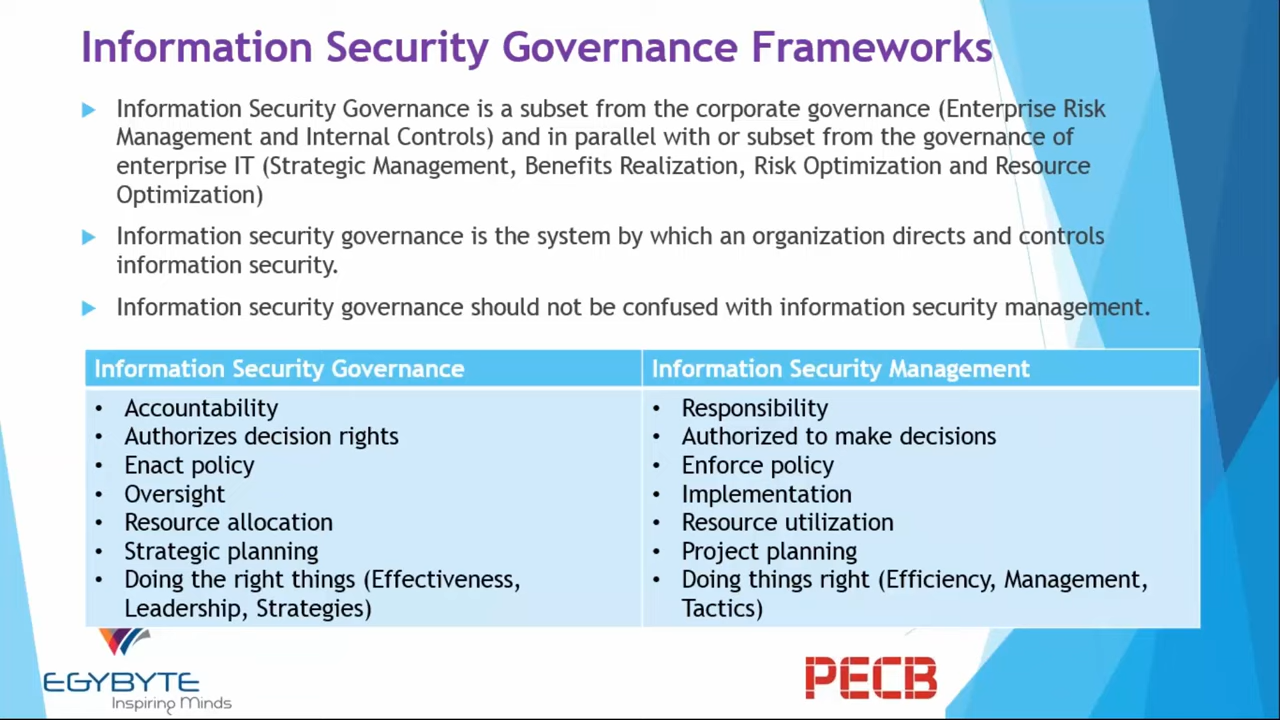 Information Security Governance Frameworks
Information Security Governance is a subset from the corporate governance (Enterprise Risk
Management and Internal Controls) and in parallel with or subset from the governance of
enterprise IT (Strategic Management, Benefits Realization, Risk Optimization and Resource
Optimization)
Information security governance is the system by which an organization directs and controls
information security.
Information security governance should not be confused with information security management.
Information Security Governance
• Accountability
• Authorizes decision rights
• Enact policy
• Oversight
• Resource allocation
• Strategic planning
• Doing the right things (Effectiveness,
Leadership, Strategies)
Information Security Management
• Responsibility
• Authorized to make decisions
• Enforce policy
• Implementation
• Resource utilization
• Project planning
• Doing things right (Efficiency, Management,
Tactics)
EGYBYTE
Inspiring Minds
PECB